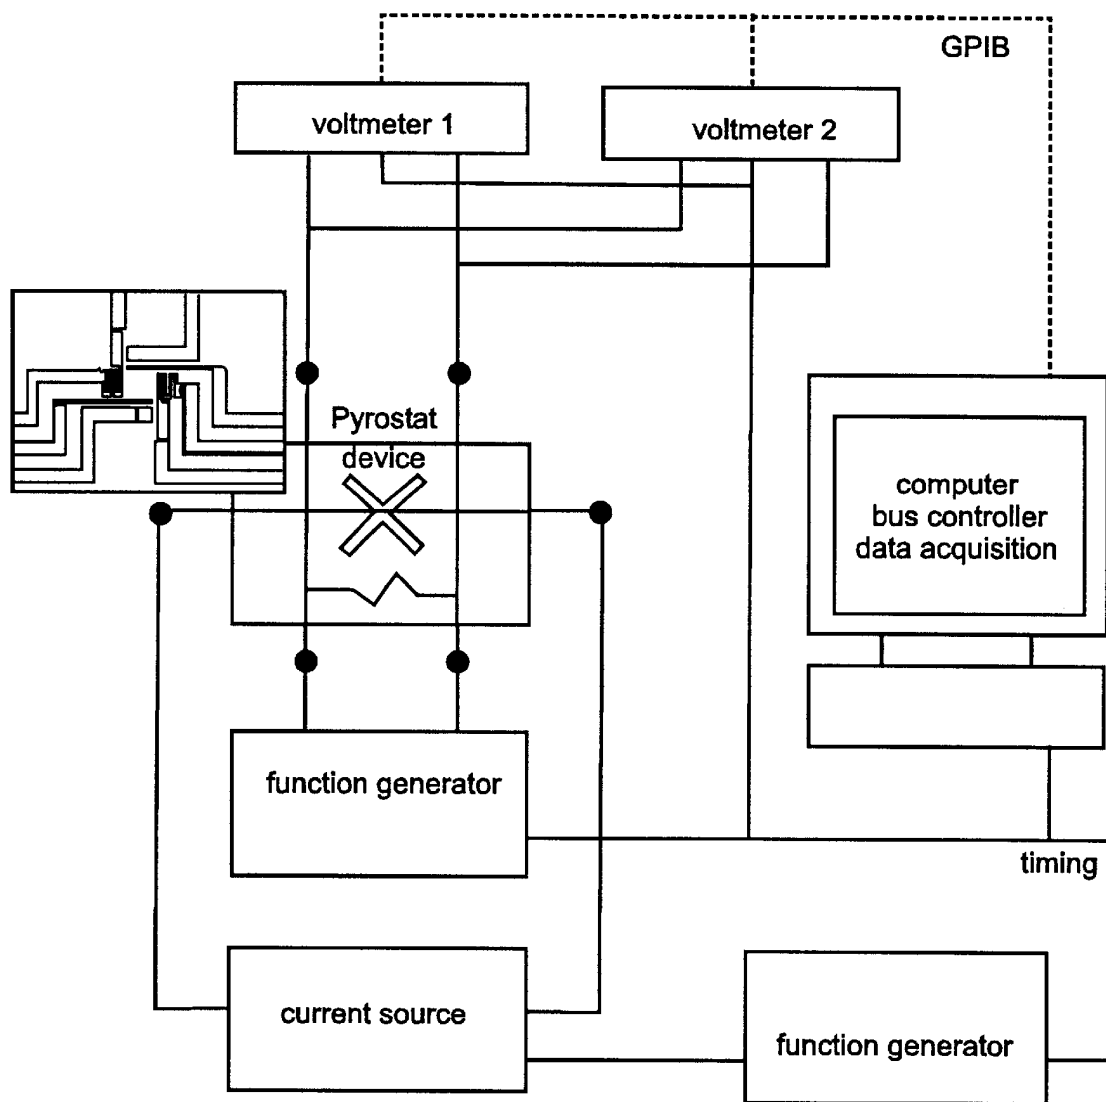 GPIB
voltmeter 1
voltmeter 2
Pyrostat
device
computer
bus controller
data acquisition
function generator
timing
current source
function generator